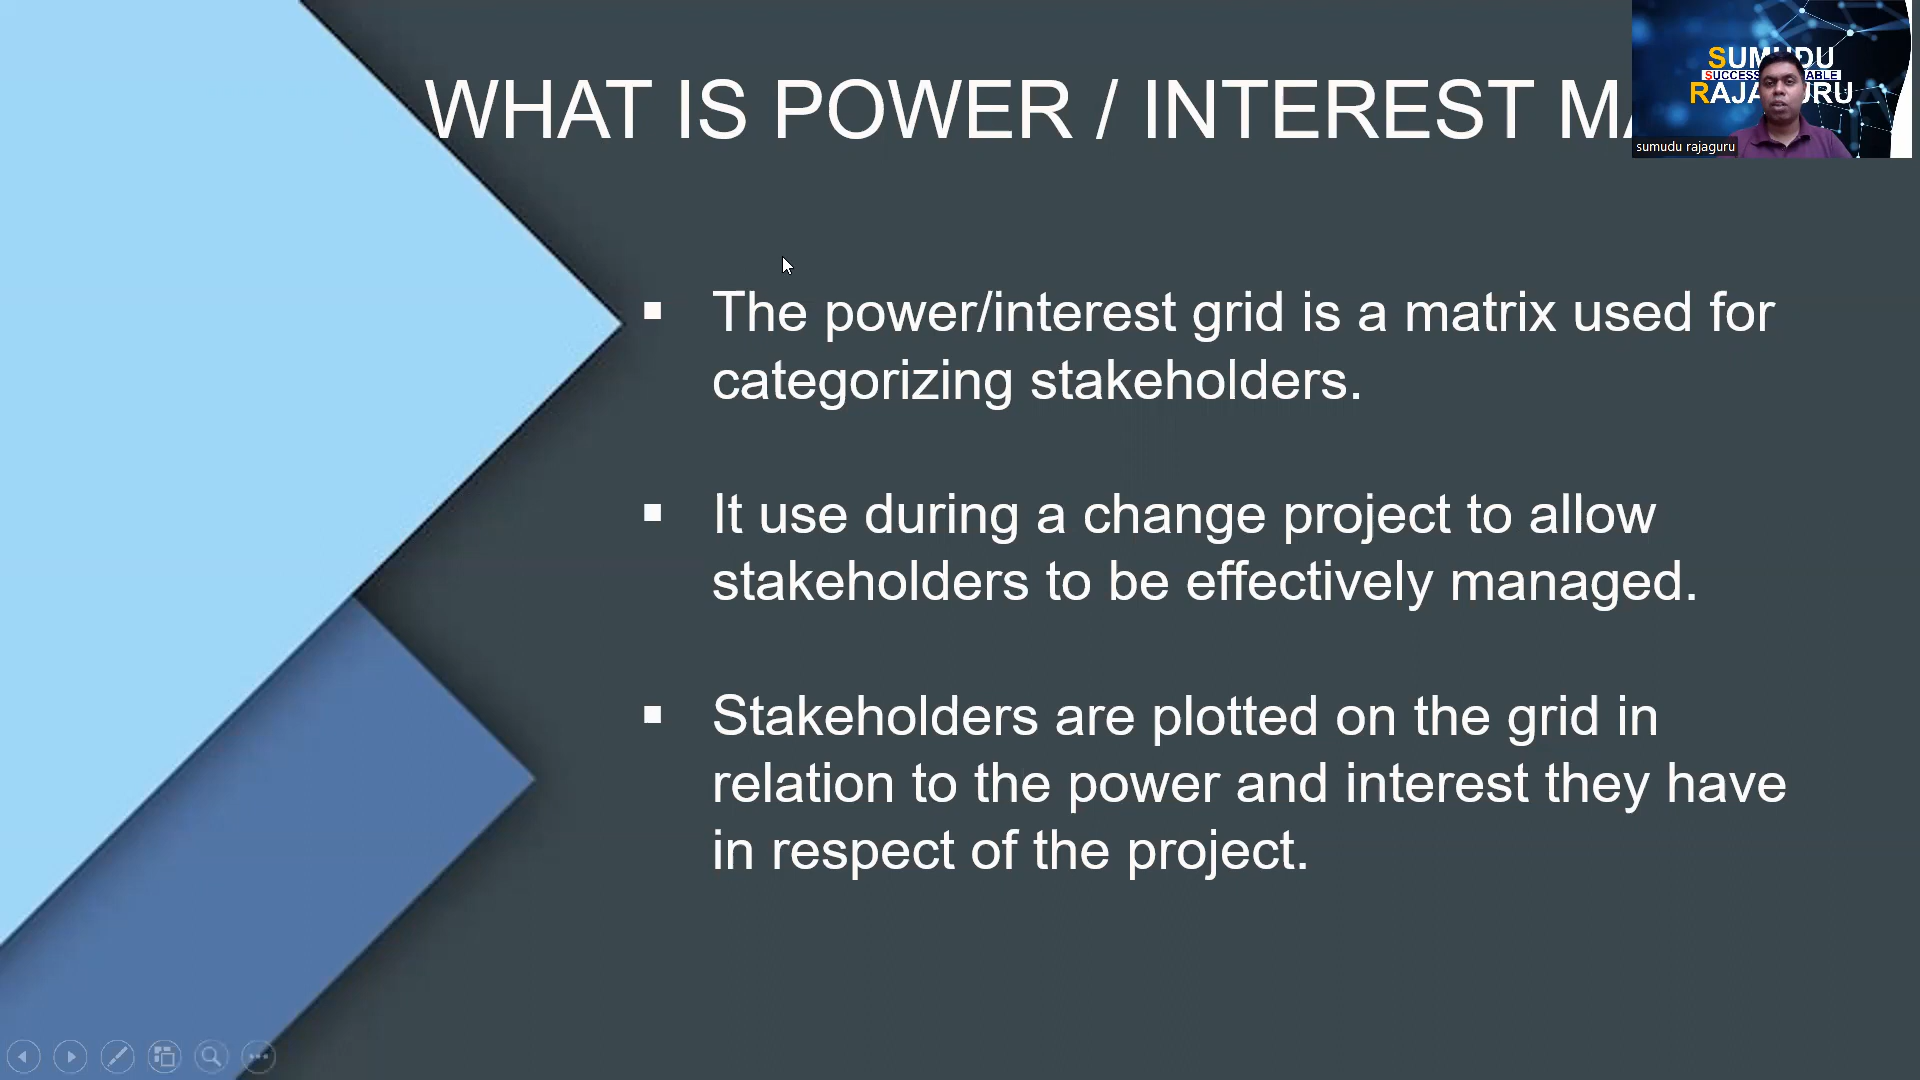 WHAT IS POWER / INTEREST
sumudu rajaguru
The power/interest grid is a matrix used for
categorizing stakeholders.
It use during a change project to allow
stakeholders to be effectively managed.
Stakeholders are plotted on the grid in
relation to the power and interest they have
in respect of the project.